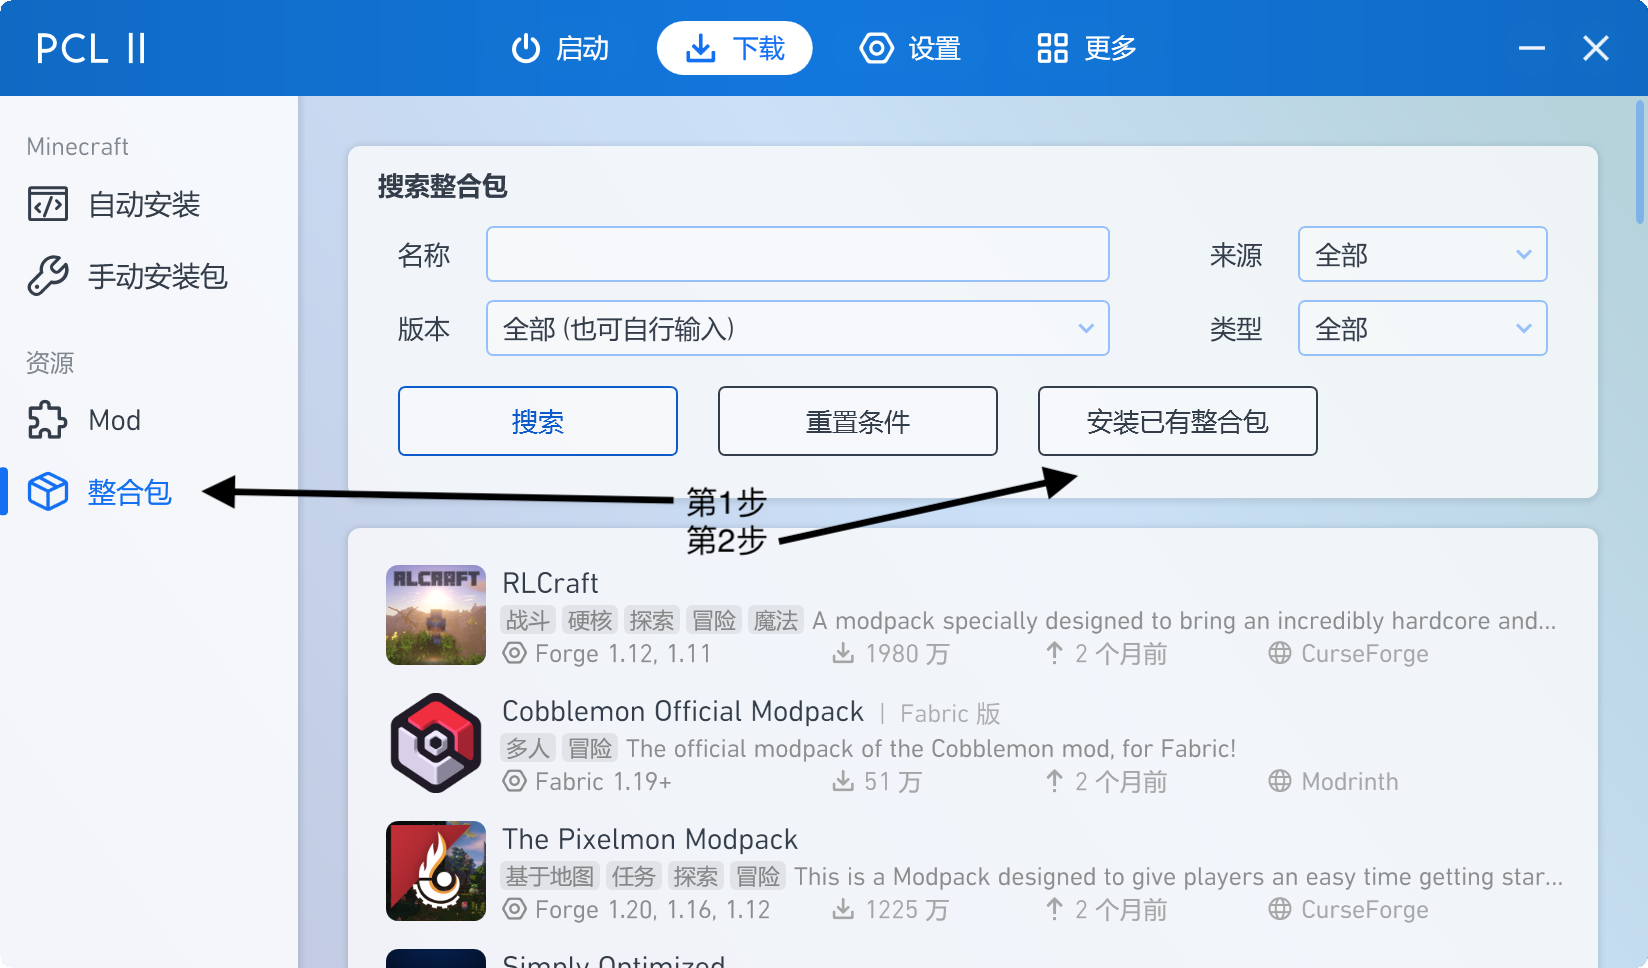 PCL II
启动
下载
设置
更多
Minecraft
自动安装
手动安装包
资源
Mod
整合包
搜索整合包
名称
来源
全部
版本
全部 (也可自行输入)
类型
全部
搜索
重置条件
安装已有整合包
第1步
第2步
RLCRAFT
RLCraft
战斗 硬核 探索 冒险 魔法 A modpack specially designed to bring an incredibly hardcore and...
Forge 1.12, 1.11 1980 万 2 个月前 CurseForge
Cobblemon Official Modpack | Fabric 版
多人 冒险 The official modpack of the Cobblemon mod, for Fabric!
Fabric 1.19+ 51 万 2 个月前 Modrinth
The Pixelmon Modpack
基于地图 任务 探索 冒险 This is a Modpack designed to give players an easy time getting star...
Forge 1.20, 1.16, 1.12 1225 万 2 个月前 CurseForge
Simply Optimized